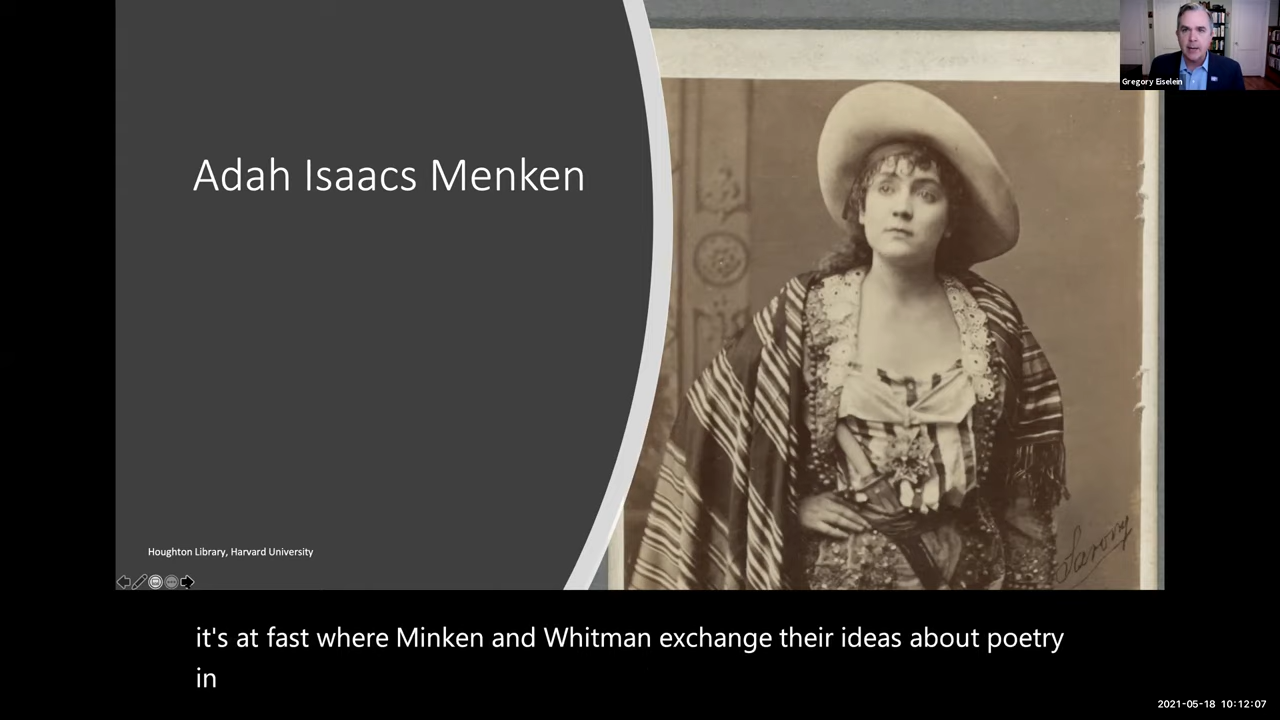 Gregory Eiselein
Adah Isaacs Menken
Sarony
Houghton Library, Harvard University
it's at fast where Minken and Whitman exchange their ideas about poetry
in
2021-05-18 10:12:07